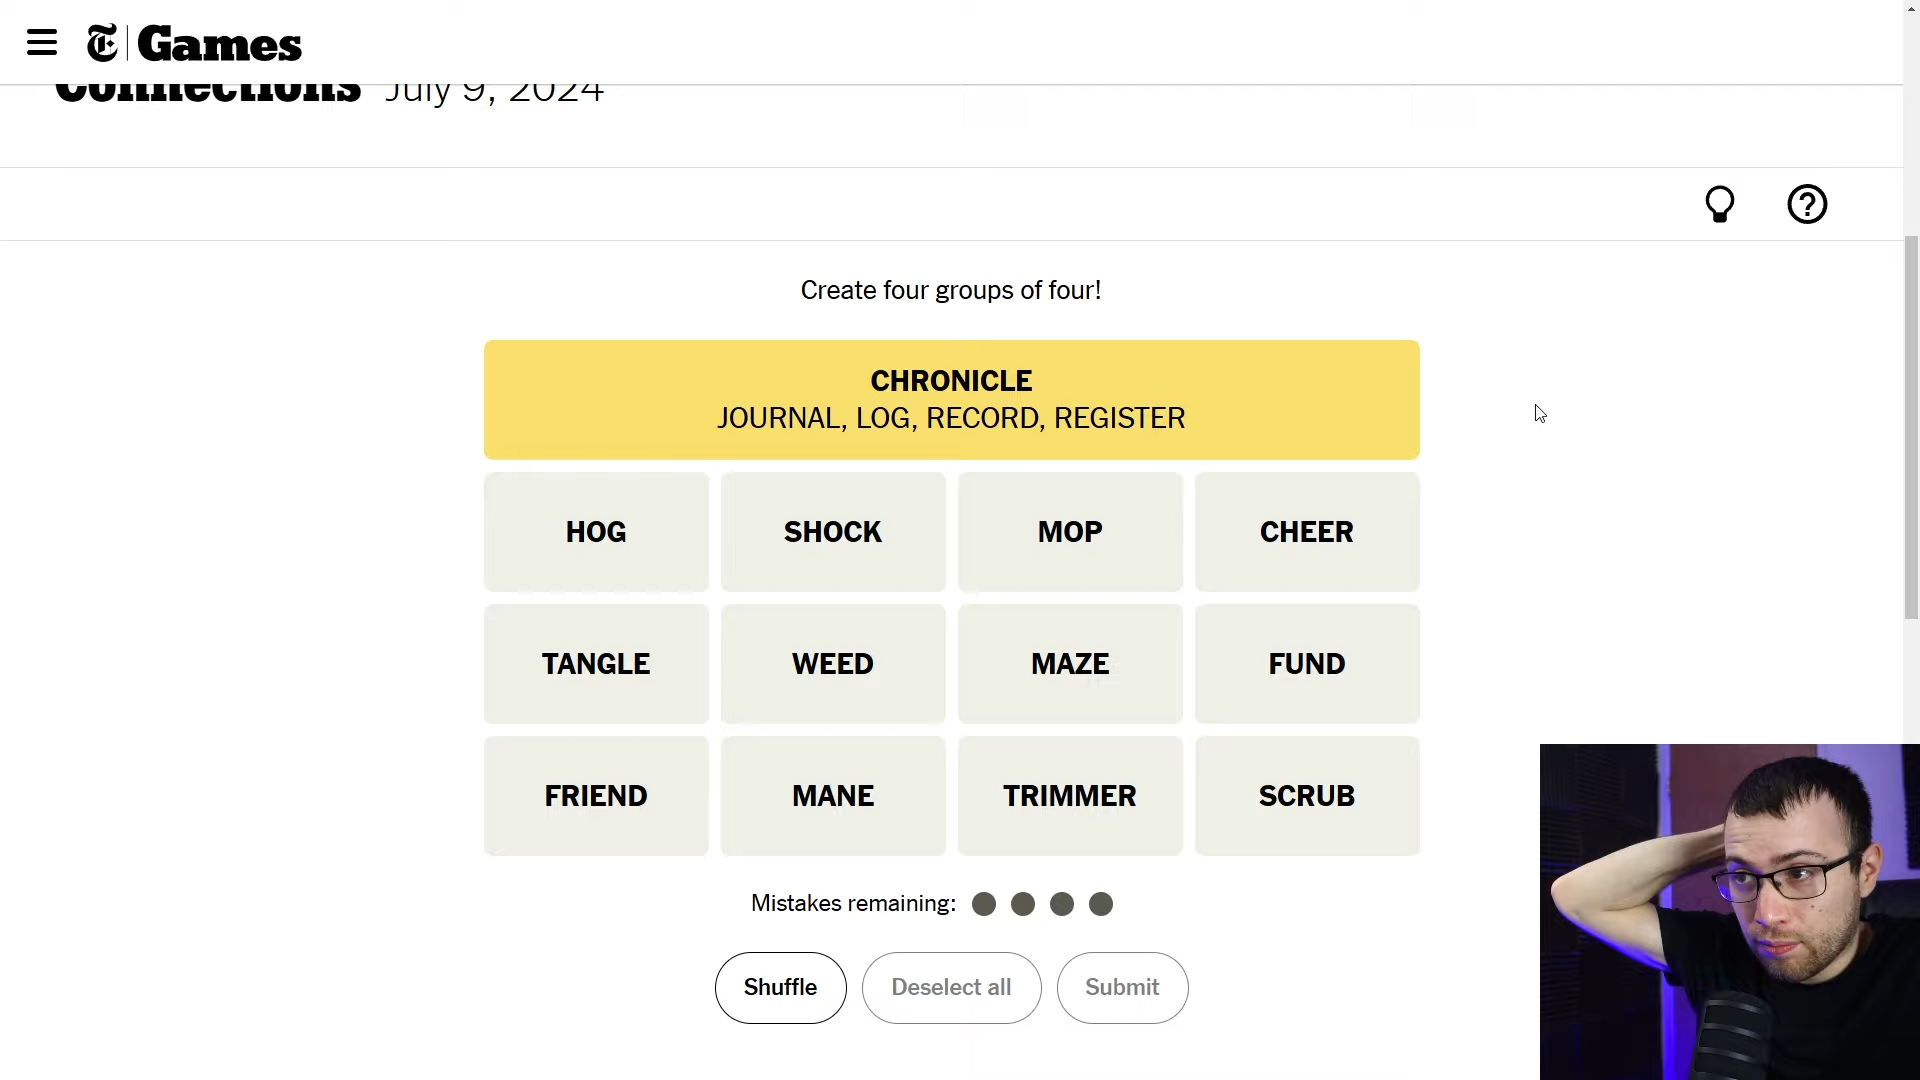 Games
Connections July 9, 2024
Create four groups of four!
CHRONICLE
JOURNAL, LOG, RECORD, REGISTER
HOG SHOCK MOP CHEER
TANGLE WEED MAZE FUND
FRIEND MANE TRIMMER SCRUB
Mistakes remaining:
Shuffle Deselect all Submit